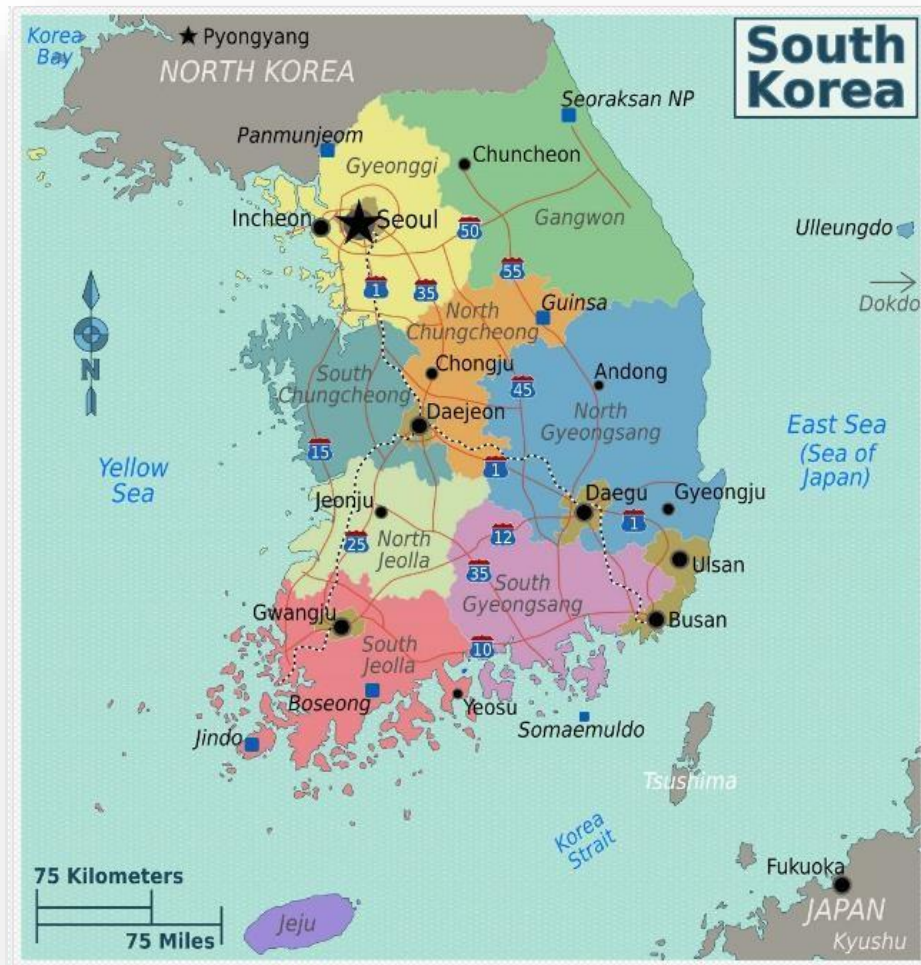 South
Korea
Korea
Bay
Pyongyang
NORTH KOREA
Seoraksan NP
Panmunjeom
Gyeonggi
Chuncheon
Incheon
Seoul
Gangwon
50
Ulleungdo
55
1
35
Dokdo
North
Chungcheong
Guinsa
N
South
Chungcheong
Chongju
45
Andong
Daejeon
North
Gyeongsang
East Sea
(Sea of
Japan)
15
Yellow
Sea
1
Jeonju
Daegu
Gyeongju
1
12
25
North
Jeolla
35
South
Gyeongsang
Ulsan
Gwangju
Busan
South
Jeolla
10
Boseong
Yeosu
Somaemuldo
Jindo
Tsushima
Korea
Strait
Fukuoka
75 Kilometers
75 Miles
Jeju
JAPAN
Kyushu